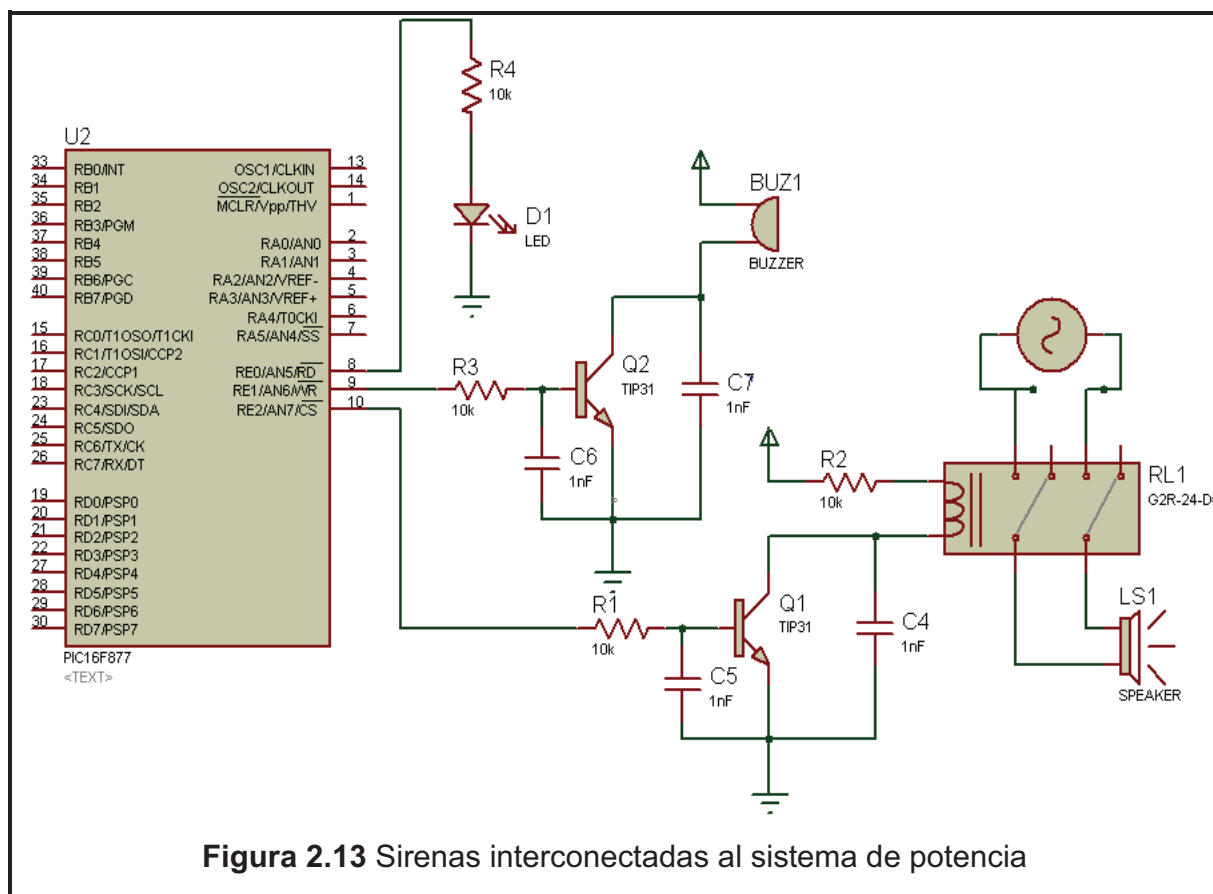 R4
10k
U2
33 RB0/INT OSC1/CLKIN 13
34 RB1 OSC2/CLKOUT 14
35 RB2 MCLR/Vpp/THV 1
36 RB3/PGM
37 RB4 RA0/AN0 2
38 RB5 RA1/AN1 3
39 RB6/PGC RA2/AN2/VREF- 4
40 RB7/PGD RA3/AN3/VREF+ 5
RA4/T0CKI 6
15 RC0/T1OSO/T1CKI RA5/AN4/SS 7
16 RC1/T1OSI/CCP2
17 RC2/CCP1 RE0/AN5/RD 8
18 RC3/SCK/SCL RE1/AN6/WR 9
23 RC4/SDI/SDA RE2/AN7/CS 10
24 RC5/SDO
25 RC6/TX/CK
26 RC7/RX/DT
19 RD0/PSP0
20 RD1/PSP1
21 RD2/PSP2
22 RD3/PSP3
27 RD4/PSP4
28 RD5/PSP5
29 RD6/PSP6
30 RD7/PSP7
PIC16F877
<TEXT>
D1
LED
BUZ1
BUZZER
R3
10k
Q2
TIP31
C7
1nF
C6
1nF
R2
10k
RL1
G2R-24-D
R1
10k
Q1
TIP31
C4
1nF
C5
1nF
LS1
SPEAKER
Figura 2.13 Sirenas interconectadas al sistema de potencia